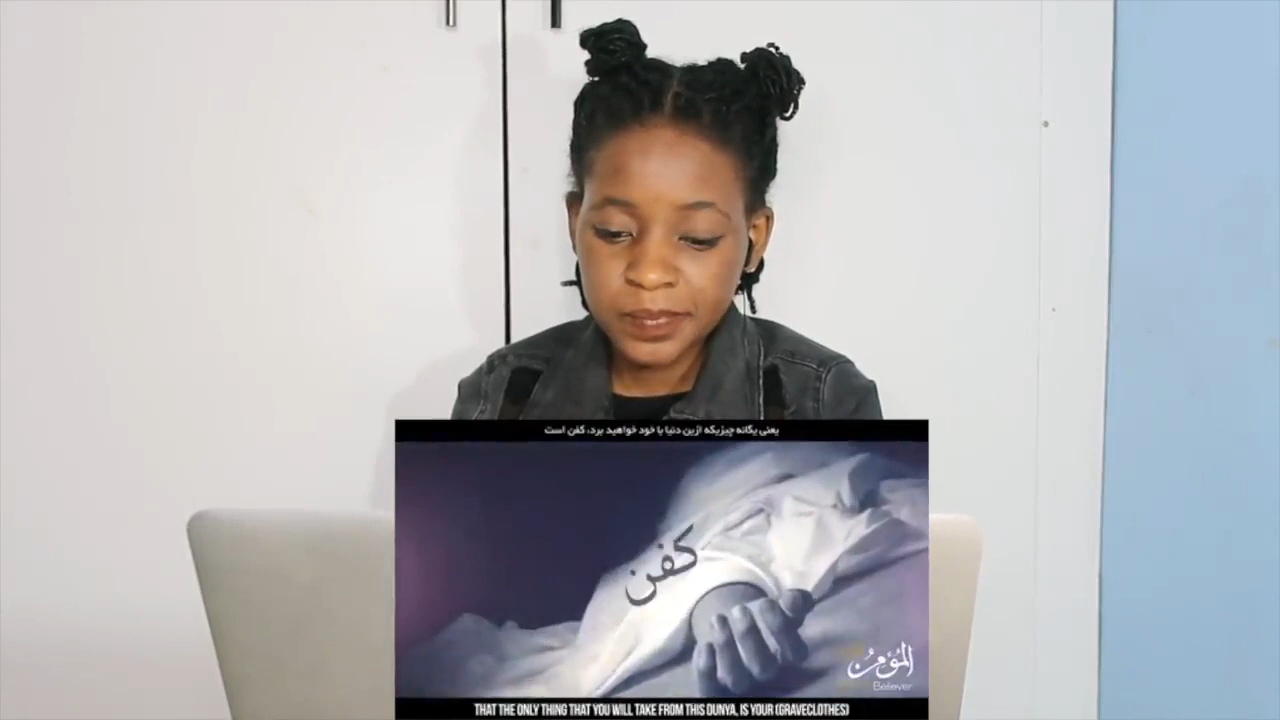 یعنی یگانه چیزیکه ازین دنیا با خود خواهید برد، کفن است
کفن
المؤمن
Believer
THAT THE ONLY THING THAT YOU WILL TAKE FROM THIS DUNYA, IS YOUR (GRAVECLOTHES)